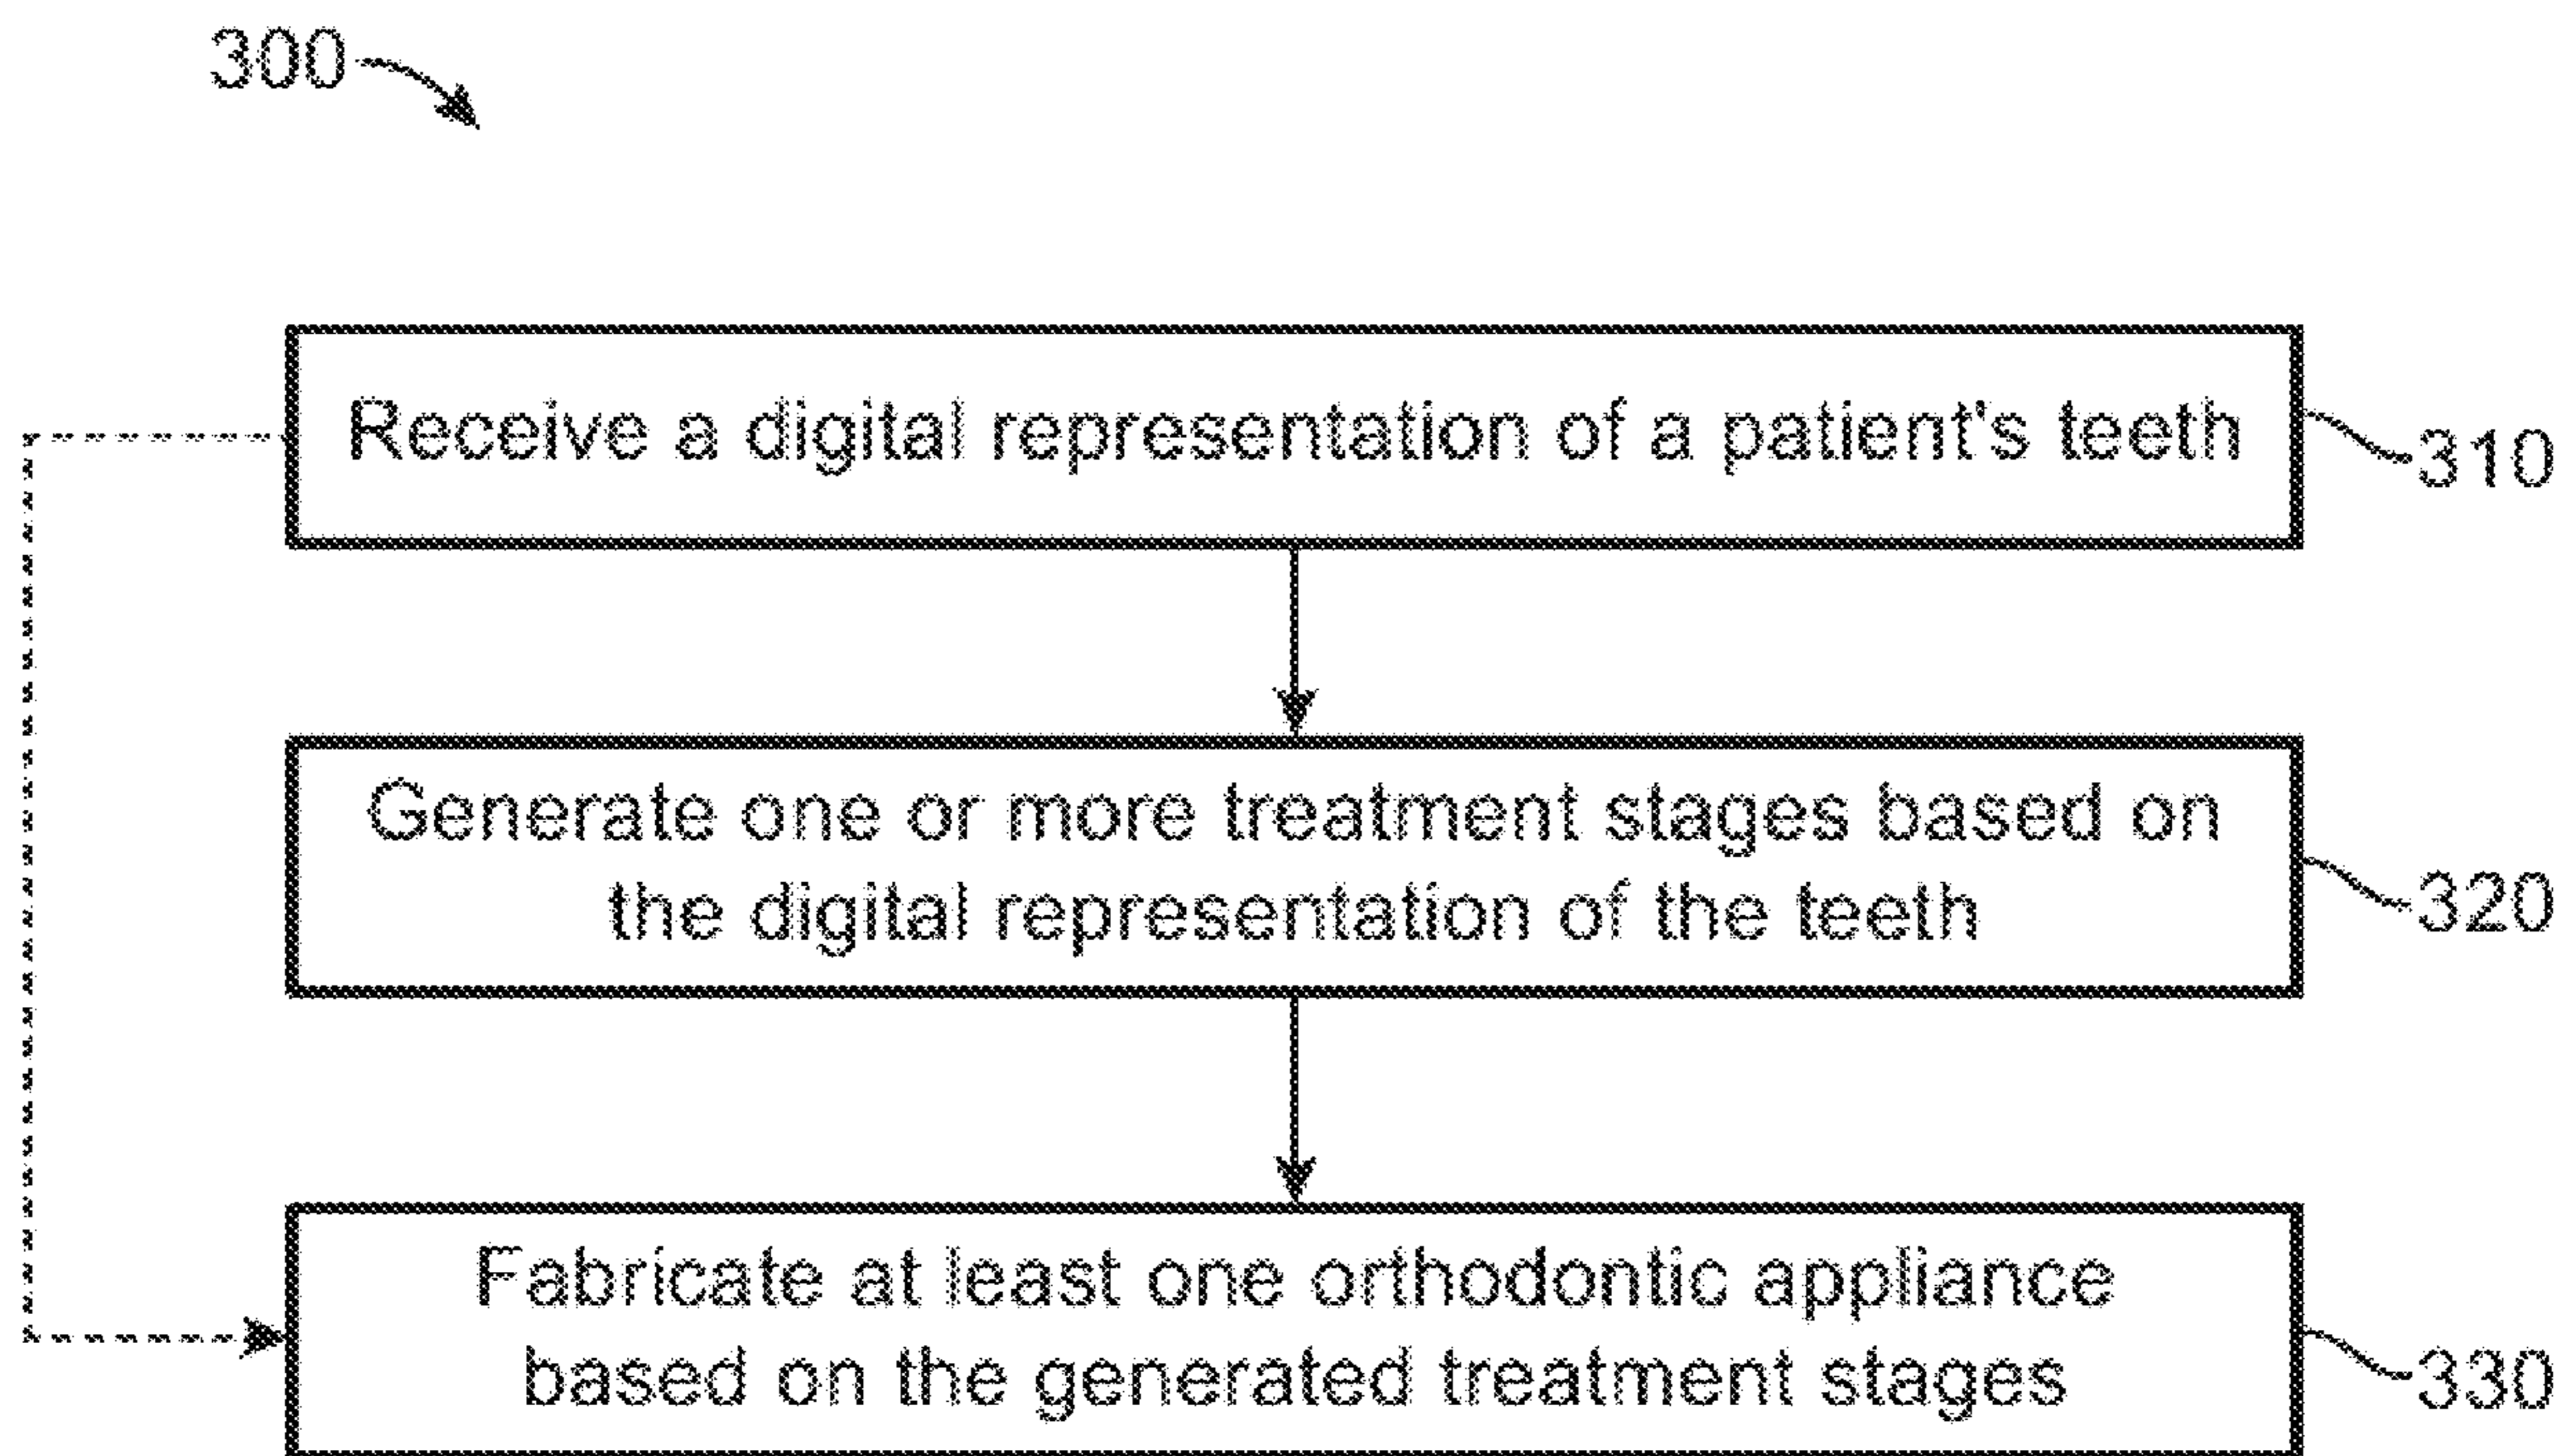 300
Receive a digital representation of a patient's teeth
310
Generate one or more treatment stages based on
the digital representation of the teeth
320
Fabricate at least one orthodontic appliance
based on the generated treatment stages
330